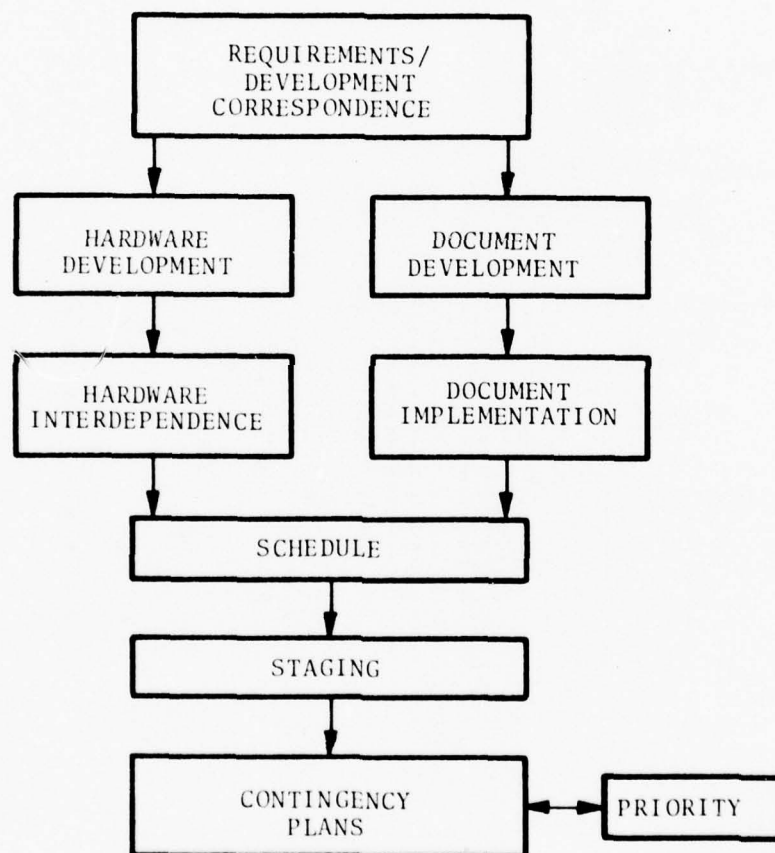 REQUIREMENTS/
DEVELOPMENT
CORRESPONDENCE
HARDWARE
DEVELOPMENT
DOCUMENT
DEVELOPMENT
HARDWARE
INTERDEPENDENCE
DOCUMENT
IMPLEMENTATION
SCHEDULE
STAGING
CONTINGENCY
PLANS
PRIORITY